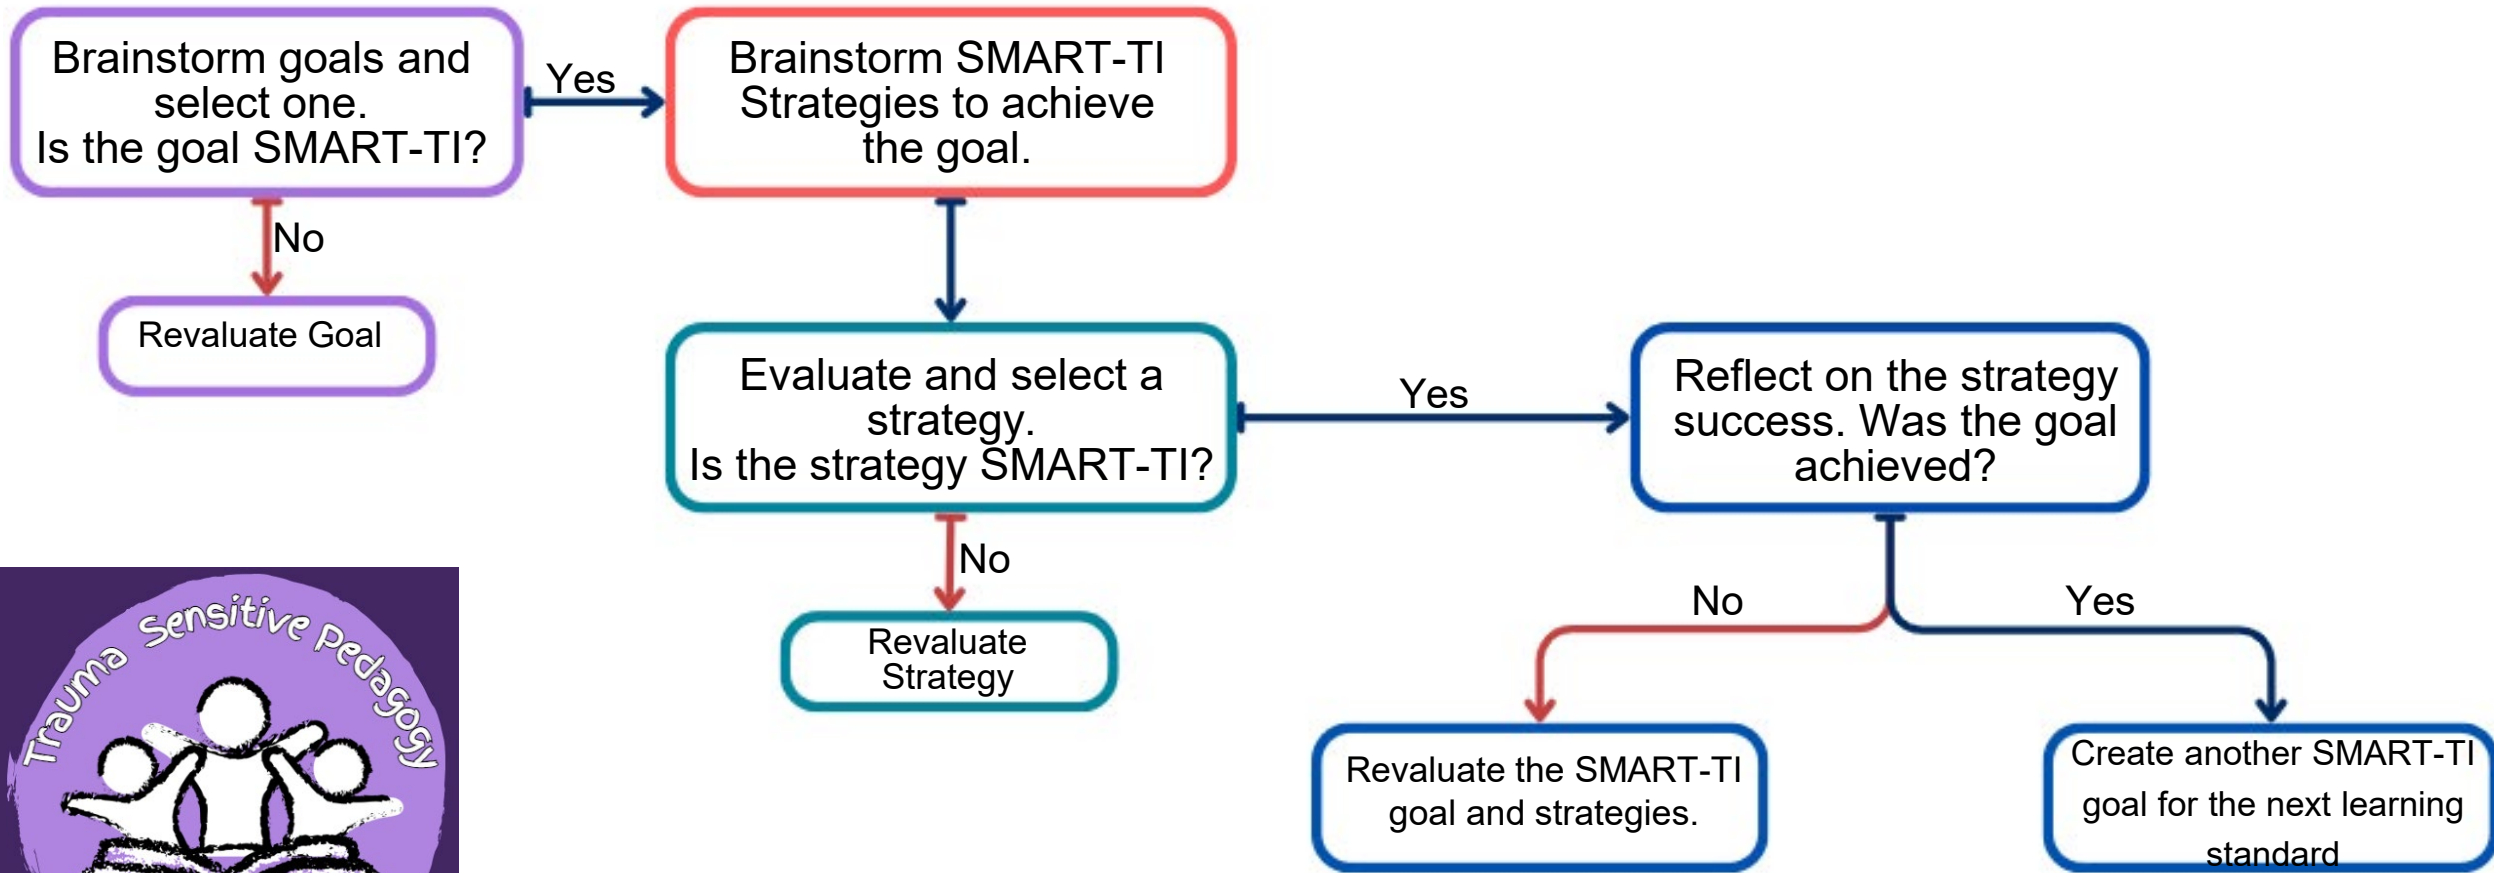 Brainstorm goals and
select one.
Is the goal SMART-TI?
Yes
Brainstorm SMART-TI
Strategies to achieve
the goal.
No
Revaluate Goal
Evaluate and select a
strategy.
Is the strategy SMART-TI?
Yes
Reflect on the strategy
success. Was the goal
achieved?
No
Revaluate
Strategy
No
Yes
Revaluate the SMART-TI
goal and strategies.
Create another SMART-TI
goal for the next learning
standard
Trauma Sensitive Pedagogy